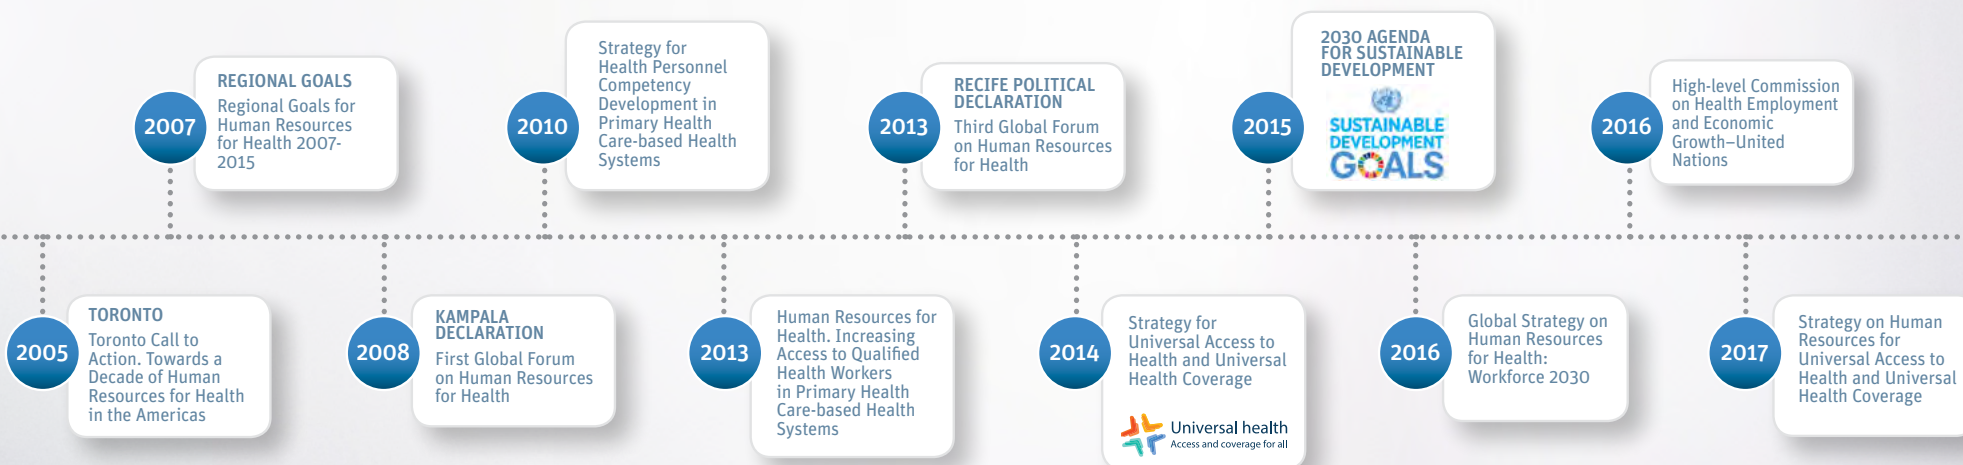 2007
REGIONAL GOALS
Regional Goals for
Human Resources
for Health 2007-
2015
2010
Strategy for
Health Personnel
Competency
Development in
Primary Health
Care-based Health
Systems
2013
RECIFE POLITICAL
DECLARATION
Third Global Forum
on Human Resources
for Health
2015
2030 AGENDA
FOR SUSTAINABLE
DEVELOPMENT
SUSTAINABLE
DEVELOPMENT
GOALS
2016
High-level Commission
on Health Employment
and Economic
Growth–United
Nations
2005
TORONTO
Toronto Call to
Action. Towards a
Decade of Human
Resources for Health
in the Americas
2008
KAMPALA
DECLARATION
First Global Forum
on Human Resources
for Health
2013
Human Resources for
Health. Increasing
Access to Qualified
Health Workers
in Primary Health
Care-based Health
Systems
2014
Strategy for
Universal Access to
Health and Universal
Health Coverage
Universal health
Access and coverage for all
2016
Global Strategy on
Human Resources
for Health:
Workforce 2030
2017
Strategy on Human
Resources for
Universal Access to
Health and Universal
Health Coverage